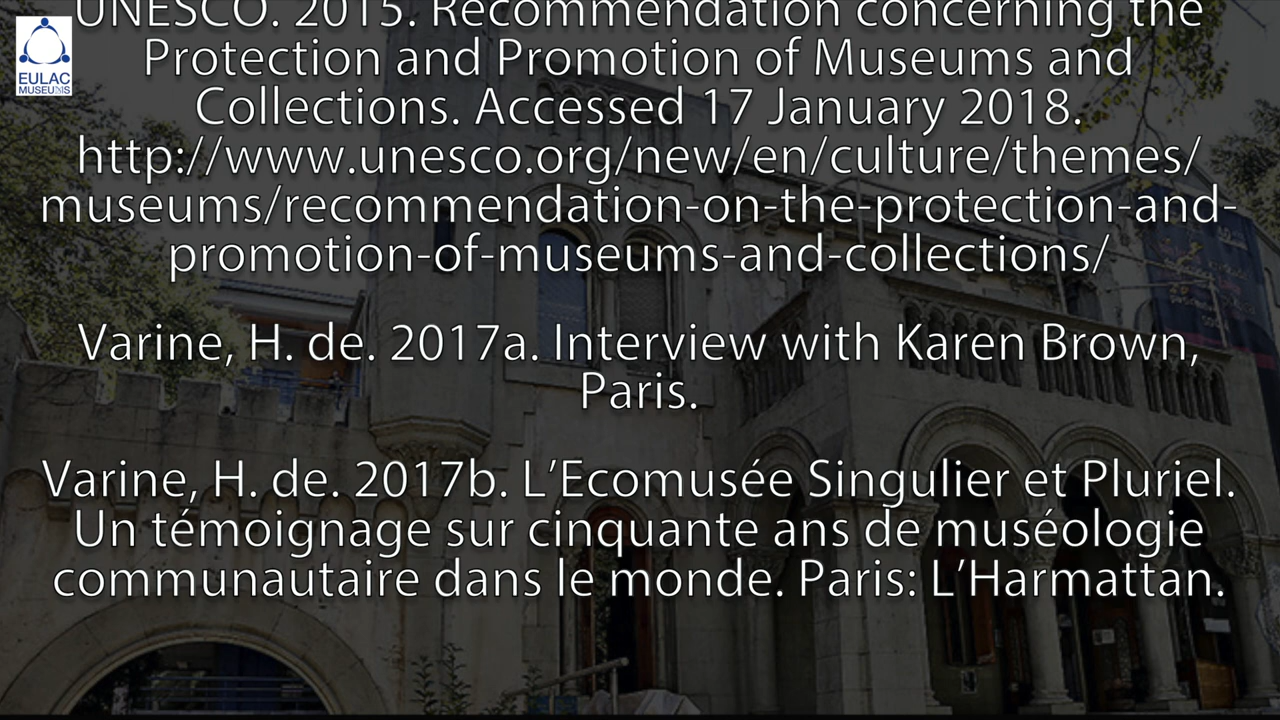 EULAC
MUSEUMS
UNESCO. 2015. Recommendation concerning the
Protection and Promotion of Museums and
Collections. Accessed 17 January 2018.
http://www.unesco.org/new/en/culture/themes/
museums/recommendation-on-the-protection-and-
promotion-of-museums-and-collections/
Varine, H. de. 2017a. Interview with Karen Brown,
Paris.
Varine, H. de. 2017b. L’Ecomusée Singulier et Pluriel.
Un témoignage sur cinquante ans de muséologie
communautaire dans le monde. Paris: L’Harmattan.